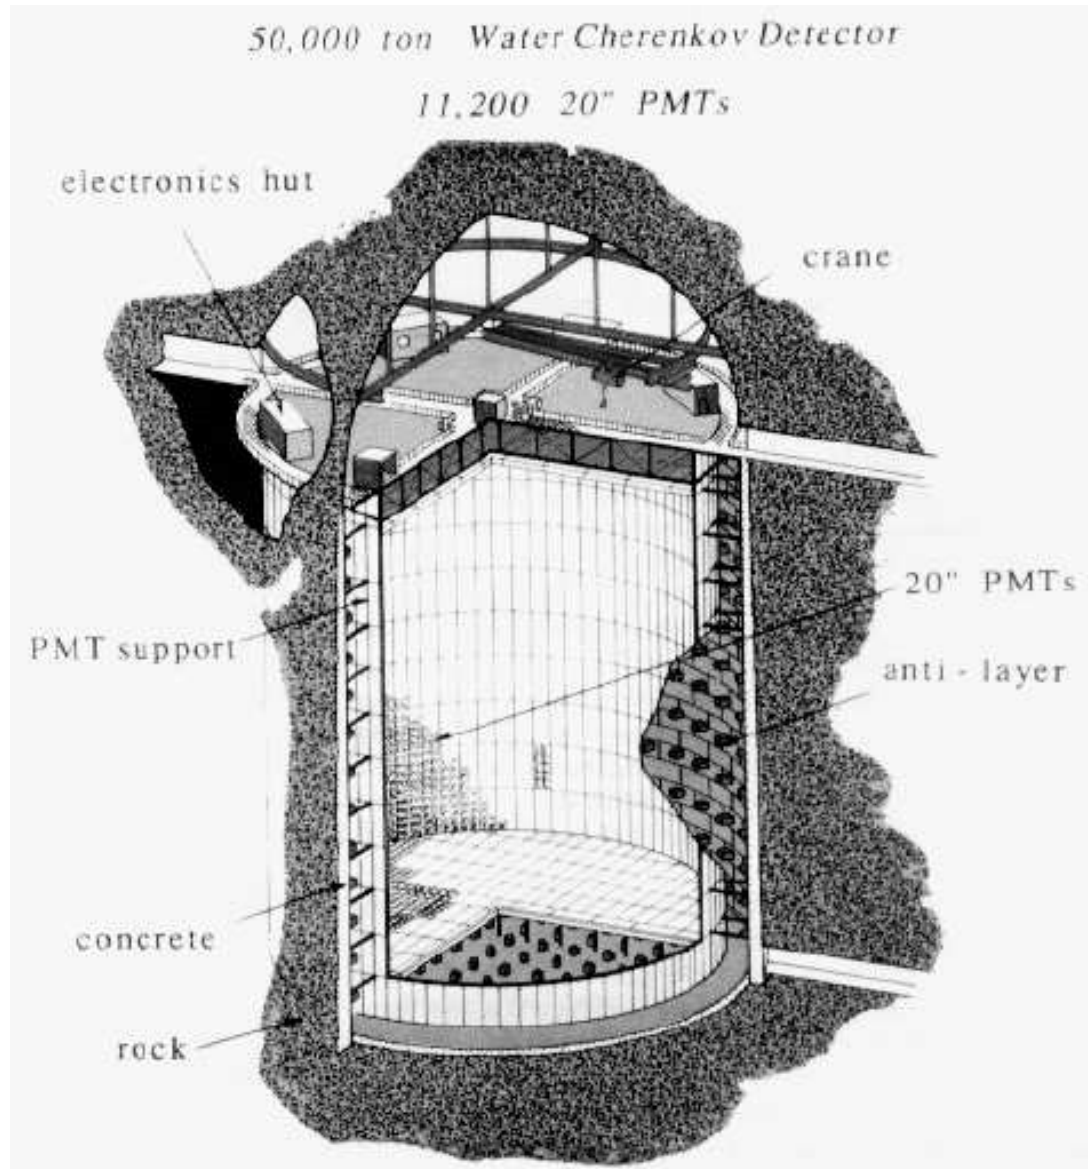 50,000 ton Water Cherenkov Detector
11,200 20" PMTs
electronics hut
crane
20" PMTs
PMT support
anti-layer
concrete
rock